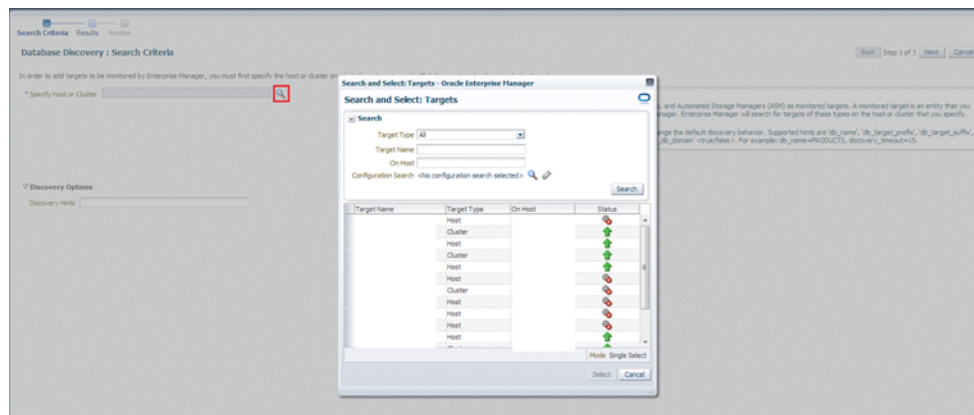 Search Criteria Results Review
Database Discovery : Search Criteria
Back Step 1 of 3 Next Cancel
In order to add targets to be monitored by Enterprise Manager, you must first specify the host or cluster
* Specify Host or Cluster
Search and Select: Targets - Oracle Enterprise Manager
Search and Select: Targets
Search
Target Type All
Target Name
On Host
Configuration Search <No configuration search selected>
Search
and Automated Storage Managers (ASM) as monitored targets. A monitored target is an entity that you
Enterprise Manager will search for targets of these types on the host or cluster that you specify.
the default discovery behavior. Supported hints are 'db_name', 'db_target_prefix', 'db_target_suffix',
<true/false>. For example: db_name=PRODUCTS, discovery_timeout=15.
Discovery Options
Discovery Hints
Target Name Target Type On Host Status
Host
Cluster
Host
Cluster
Host
Host
Cluster
Host
Host
Host
Host
Mode Single Select
Select Cancel